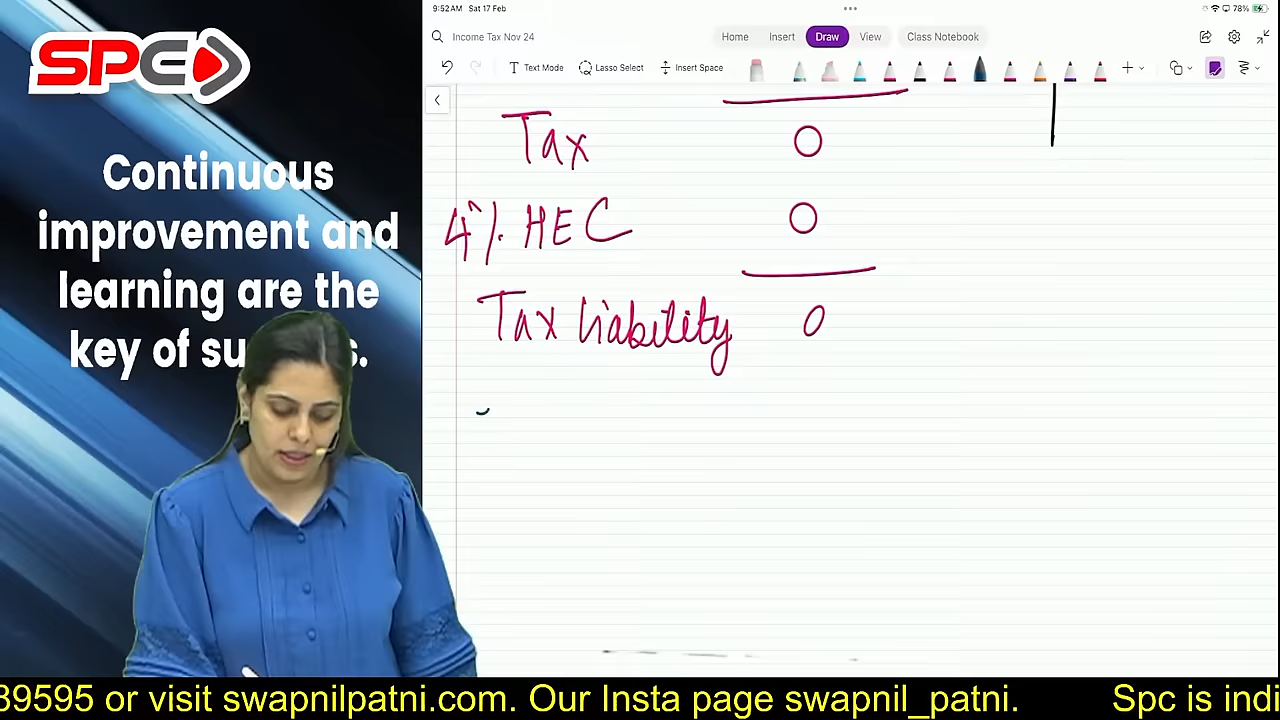 9:52 AM Sat 17 Feb
78%
SPC
Income Tax Nov 24
Home Insert Draw View Class Notebook
Text Mode Lasso Select Insert Space
Continuous
improvement and
learning are the
key of su s.
Tax 0
4% HEC 0
Tax liability 0
39595 or visit swapnilpatni.com. Our Insta page swapnil_patni. Spc is indi